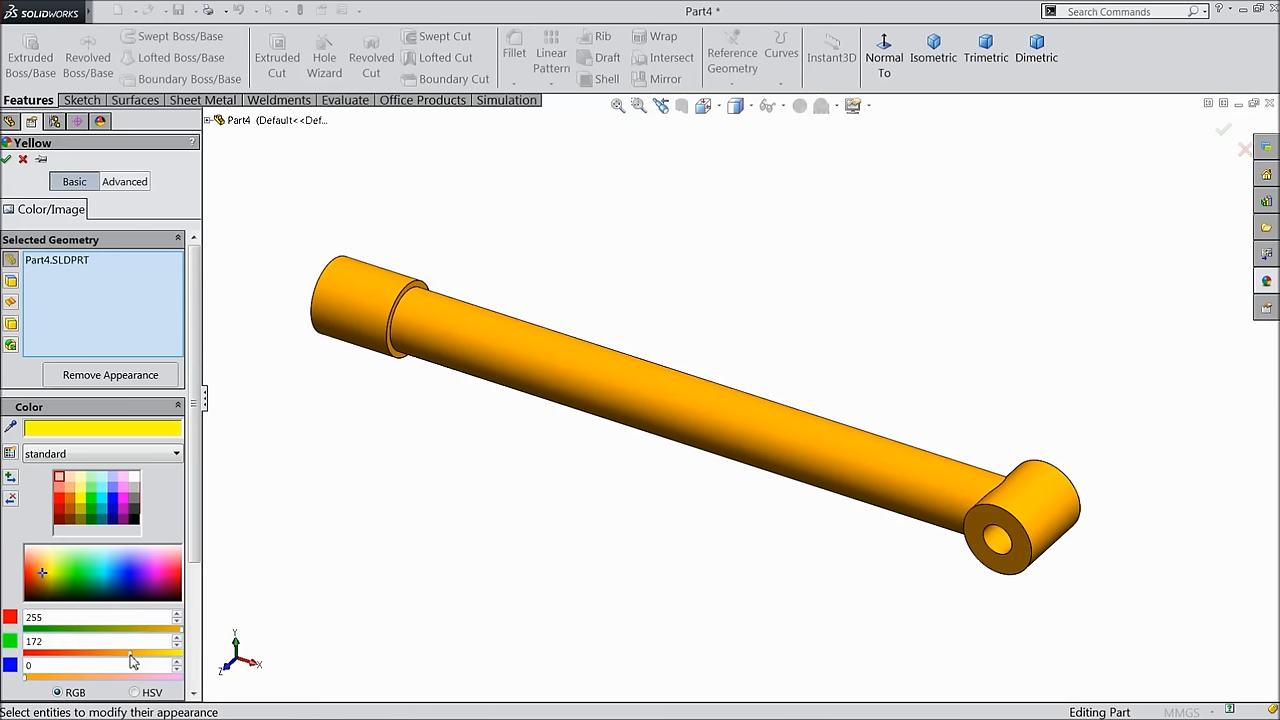 SOLIDWORKS
Part4 *
Search Commands
Extruded Boss/Base
Revolved Boss/Base
Swept Boss/Base
Lofted Boss/Base
Boundary Boss/Base
Extruded Cut
Hole Wizard
Revolved Cut
Swept Cut
Lofted Cut
Boundary Cut
Fillet
Linear Pattern
Rib
Draft
Shell
Wrap
Intersect
Mirror
Reference Geometry
Curves
Instant3D
Normal To
Isometric
Trimetric
Dimetric
Features
Sketch
Surfaces
Sheet Metal
Weldments
Evaluate
Office Products
Simulation
Part4 (Default<<Def...
Yellow
?
Basic
Advanced
Color/Image
Selected Geometry
Part4.SLDPRT
Remove Appearance
Color
standard
255
172
0
RGB
HSV
Y
X
Z
Select entities to modify their appearance
Editing Part
MMGS